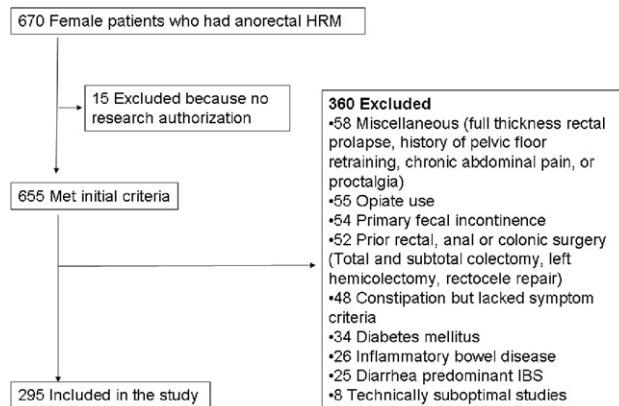 670 Female patients who had anorectal HRM
15 Excluded because no
research authorization
655 Met initial criteria
360 Excluded
•58 Miscellaneous (full thickness rectal
prolapse, history of pelvic floor
retraining, chronic abdominal pain, or
proctalgia)
•55 Opiate use
•54 Primary fecal incontinence
•52 Prior rectal, anal or colonic surgery
(Total and subtotal colectomy, left
hemicolectomy, rectocele repair)
•48 Constipation but lacked symptom
criteria
•34 Diabetes mellitus
•26 Inflammatory bowel disease
•25 Diarrhea predominant IBS
•8 Technically suboptimal studies
295 Included in the study